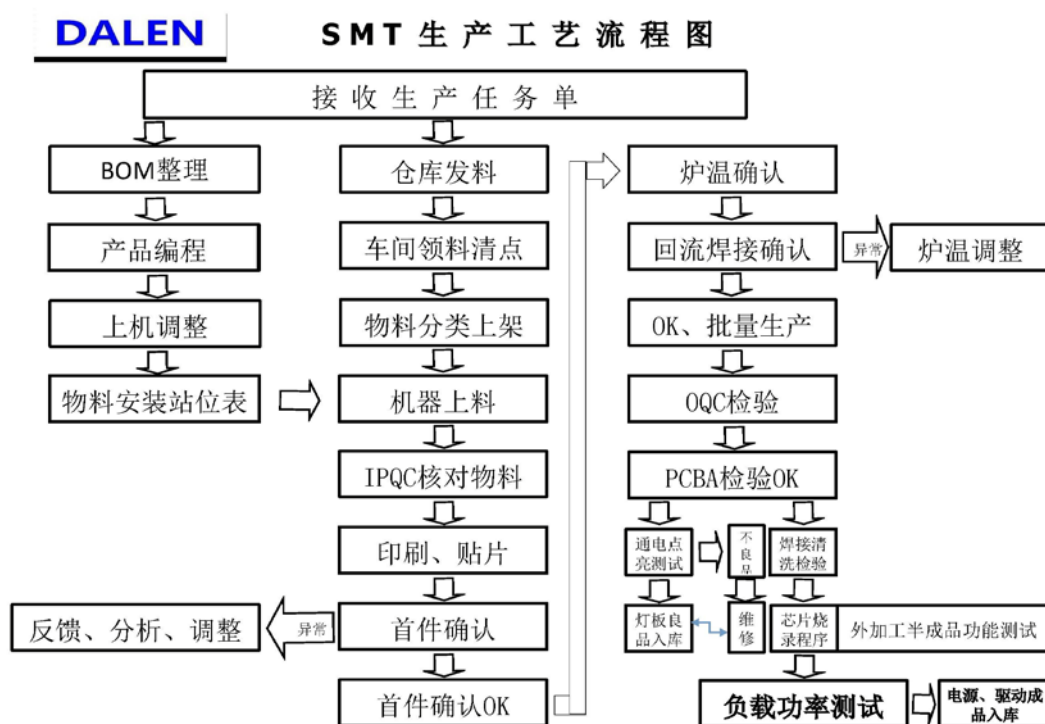 DALEN
SMT生产工艺流程图
接收生产任务单
BOM整理
产品编程
上机调整
物料安装站位表
仓库发料
车间领料清点
物料分类上架
机器上料
IPQC核对物料
印刷、贴片
首件确认
异常
反馈、分析、调整
首件确认OK
炉温确认
回流焊接确认
异常
炉温调整
OK、批量生产
OQC检验
PCBA检验OK
通电点
亮测试
不
良
品
焊接清
洗检验
灯板良
品入库
维
修
芯片烧
录程序
外加工半成品功能测试
负载功率测试
电源、驱动成
品入库